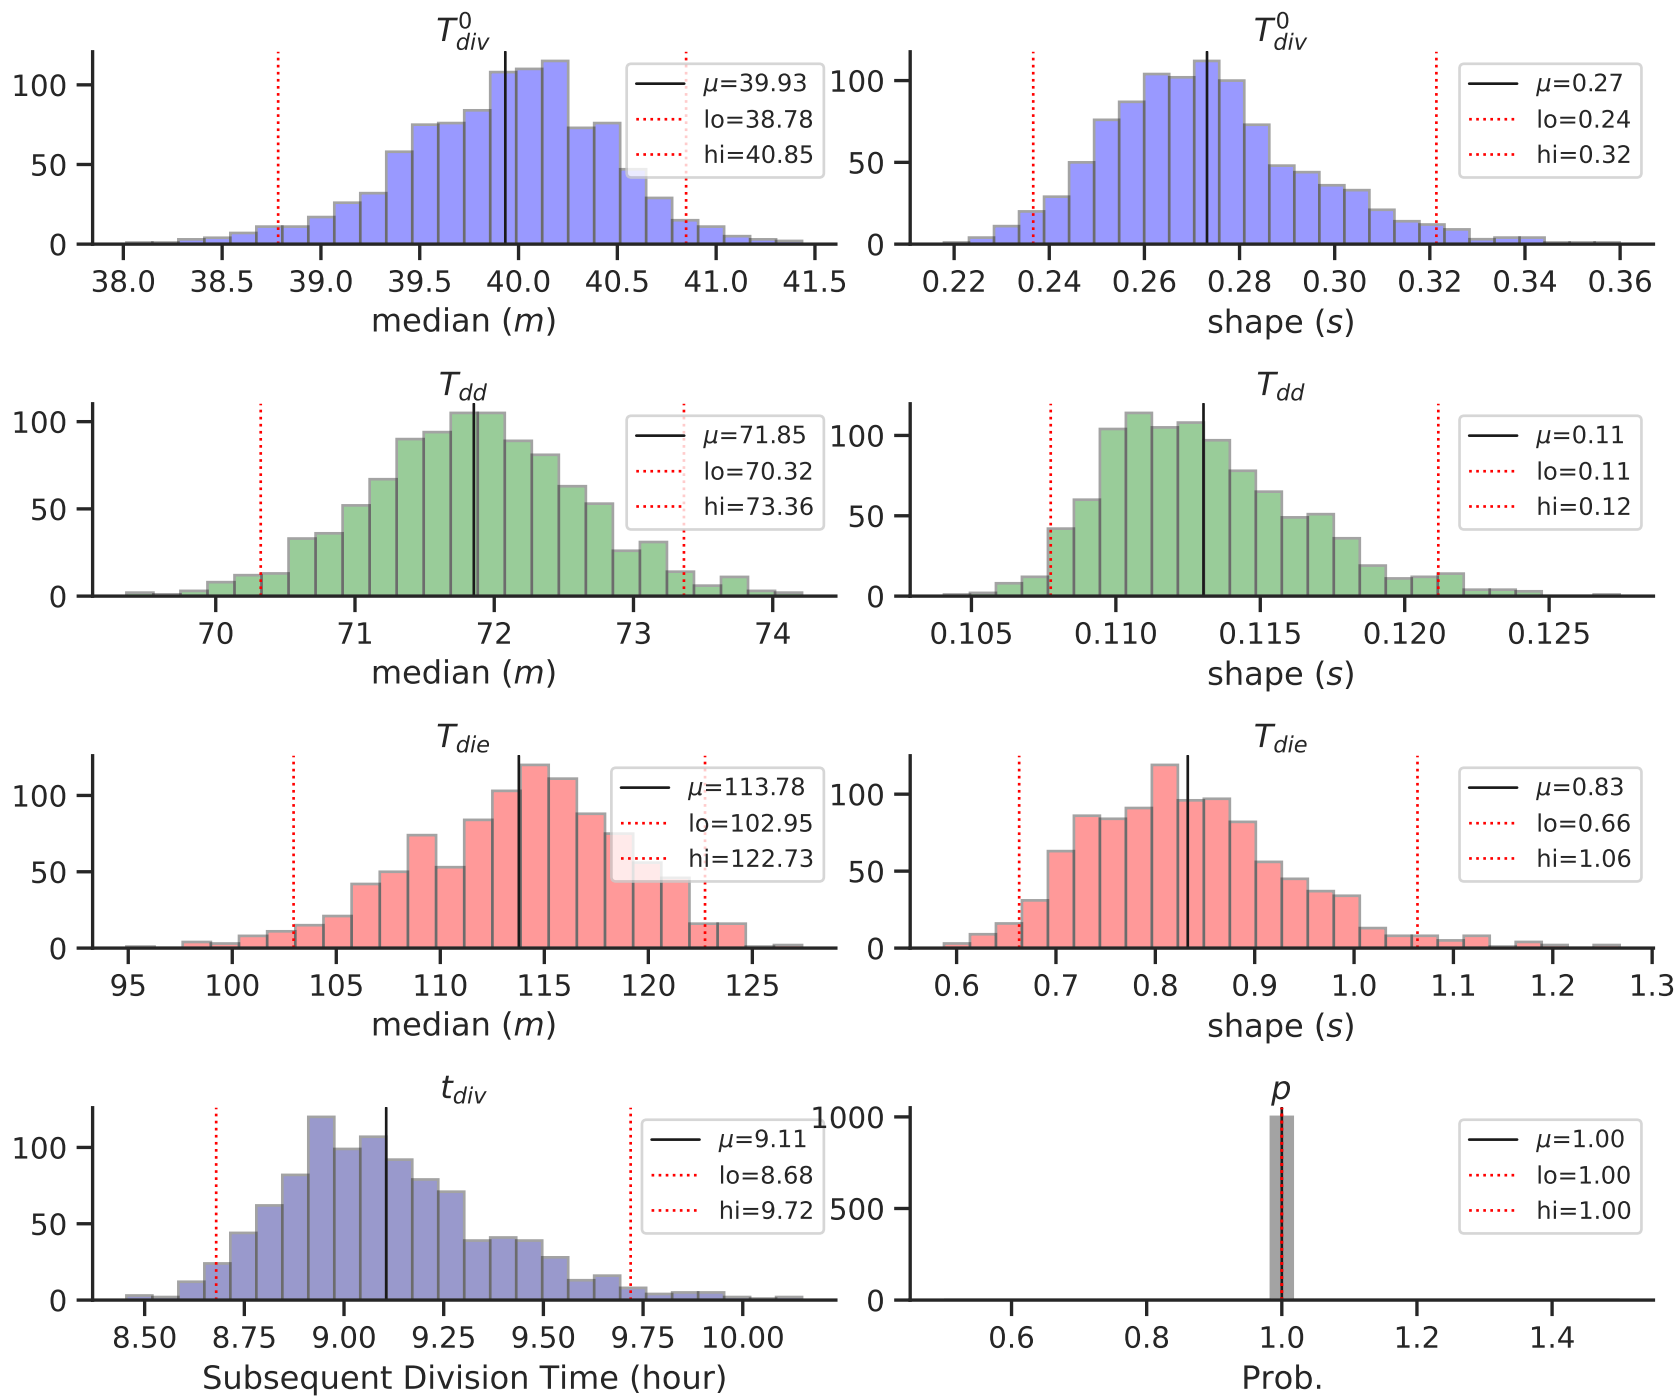 T⁰div
100
50
0
μ=39.93
lo=38.78
hi=40.85
38.0 38.5 39.0 39.5 40.0 40.5 41.0 41.5
median (m)
T⁰div
100
50
0
μ=0.27
lo=0.24
hi=0.32
0.22 0.24 0.26 0.28 0.30 0.32 0.34 0.36
shape (s)
Tdd
100
50
0
μ=71.85
lo=70.32
hi=73.36
70 71 72 73 74
median (m)
Tdd
100
50
0
μ=0.11
lo=0.11
hi=0.12
0.105 0.110 0.115 0.120 0.125
shape (s)
Tdie
100
50
0
μ=113.78
lo=102.95
hi=122.73
95 100 105 110 115 120 125
median (m)
Tdie
100
50
0
μ=0.83
lo=0.66
hi=1.06
0.6 0.7 0.8 0.9 1.0 1.1 1.2 1.3
shape (s)
tdiv
100
50
0
μ=9.11
lo=8.68
hi=9.72
8.50 8.75 9.00 9.25 9.50 9.75 10.00
Subsequent Division Time (hour)
p
1000
500
0
μ=1.00
lo=1.00
hi=1.00
0.6 0.8 1.0 1.2 1.4
Prob.